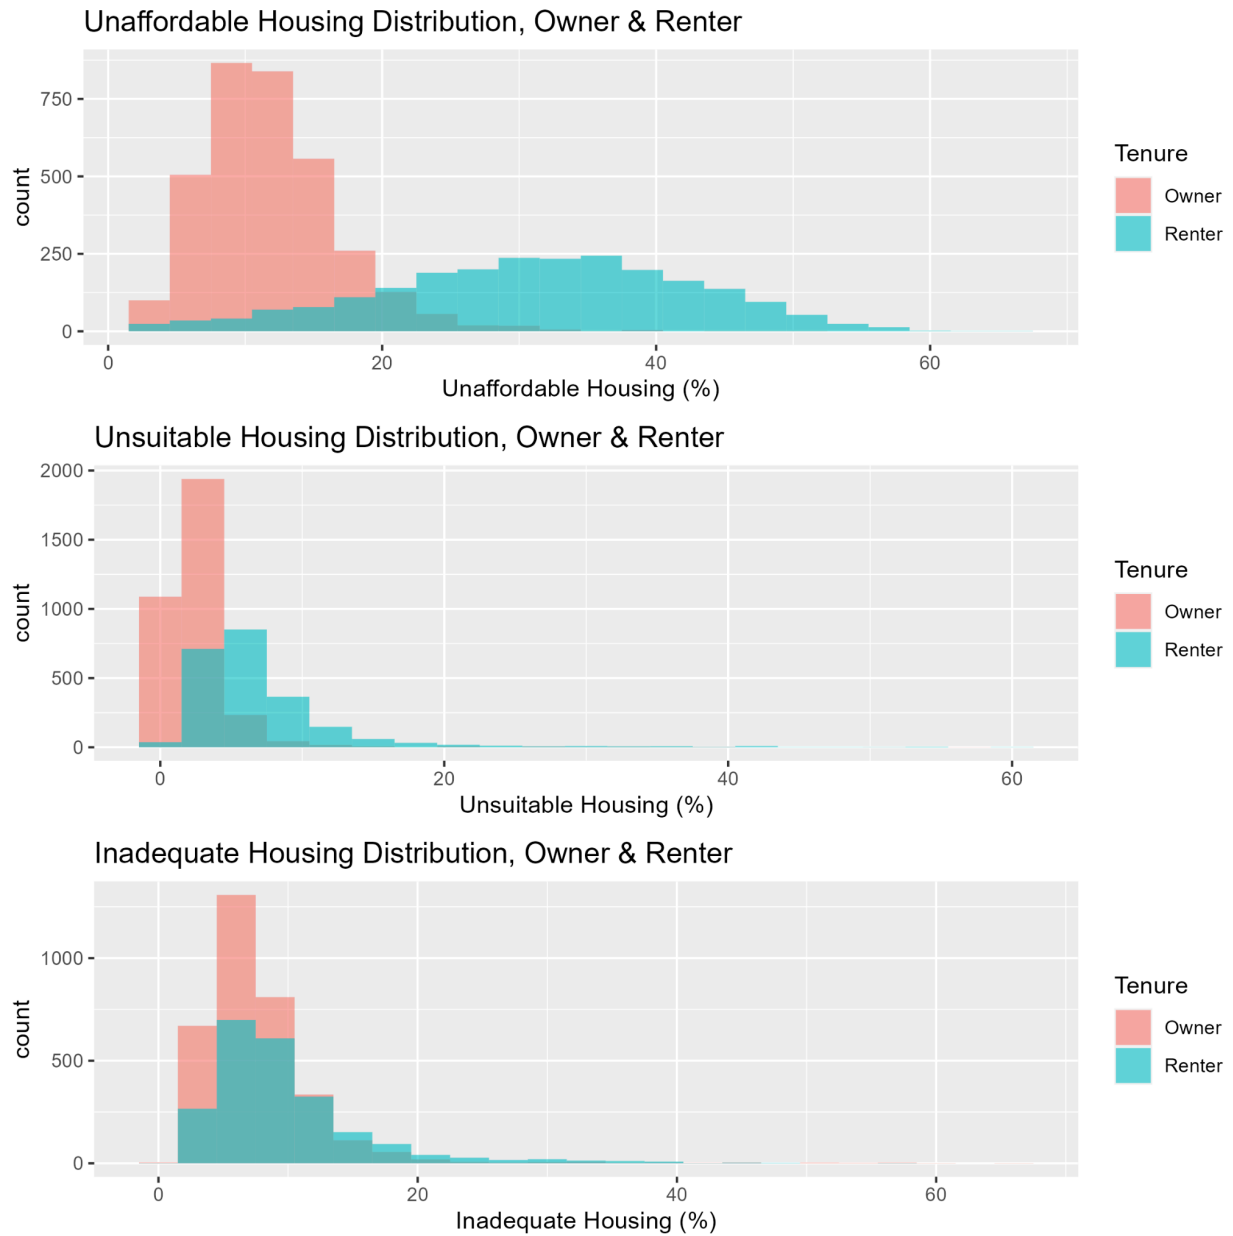 Unaffordable Housing Distribution, Owner & Renter
750
500
250
0
count
0 20 40 60
Unaffordable Housing (%)
Tenure
Owner
Renter
Unsuitable Housing Distribution, Owner & Renter
2000
1500
1000
500
0
count
0 20 40 60
Unsuitable Housing (%)
Tenure
Owner
Renter
Inadequate Housing Distribution, Owner & Renter
1000
500
0
count
0 20 40 60
Inadequate Housing (%)
Tenure
Owner
Renter